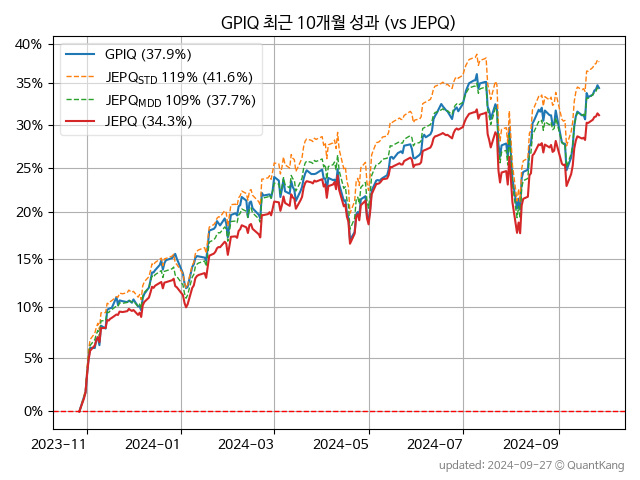 GPIQ 최근 10개월 성과 (vs JEPQ)
GPIQ (37.9%)
JEPQSTD 119% (41.6%)
JEPQMDD 109% (37.7%)
JEPQ (34.3%)
40%
35%
30%
25%
20%
15%
10%
5%
0%
2023-11
2024-01
2024-03
2024-05
2024-07
2024-09
updated: 2024-09-27 © QuantKang